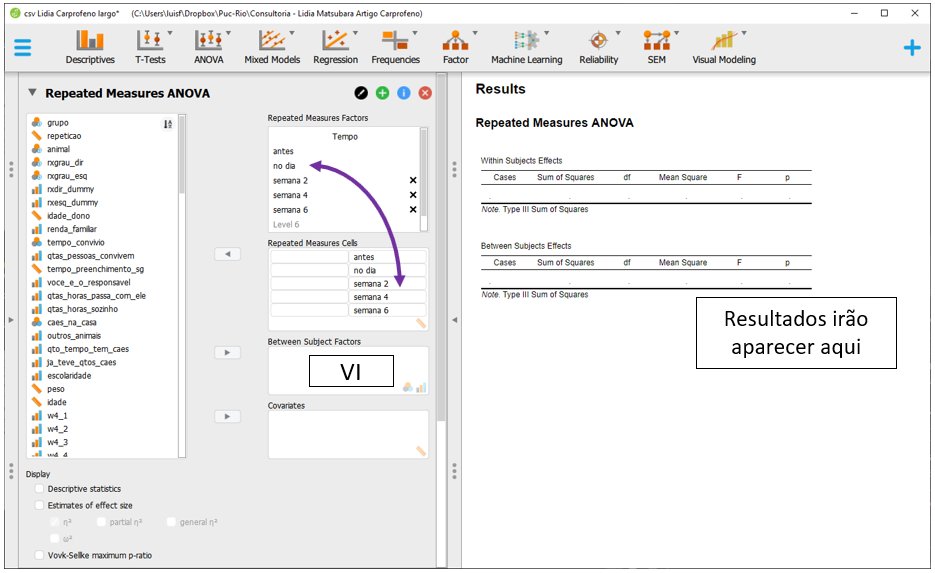 csv Lidia Carprofeno largo* (C:\Users\luisf\Dropbox\Puc-Rio\Consultoria - Lidia Matsubara Artigo Carprofeno)
Descriptives T-Tests ANOVA Mixed Models Regression Frequencies Factor Machine Learning Reliability SEM Visual Modeling
Repeated Measures ANOVA
grupo
repeticao
animal
rxgrau_dir
rxgrau_esq
rxdir_dummy
rxesq_dummy
idade_dono
renda_familar
tempo_convivio
qtas_pessoas_convivem
tempo_preenchimento_sg
voce_e_o_responsavel
qtas_horas_passa_com_ele
qtas_horas_sozinho
caes_na_casa
outros_animais
qto_tempo_tem_caes
ja_teve_qtos_caes
escolaridade
peso
idade
w4_1
w4_2
w4_3
w4_4
Repeated Measures Factors
Tempo
antes
no dia
semana 2
semana 4
semana 6
Level 6
Repeated Measures Cells
antes
no dia
semana 2
semana 4
semana 6
Between Subject Factors
VI
Covariates
Display
Descriptive statistics
Estimates of effect size
η² partial η² general η²
ω²
Vovk-Sellke maximum p-ratio
Results
Repeated Measures ANOVA
Within Subjects Effects
Cases Sum of Squares df Mean Square F p
. . . . . .
Note. Type III Sum of Squares
Between Subjects Effects
Cases Sum of Squares df Mean Square F p
. . . . . .
Note. Type III Sum of Squares
Resultados irão
aparecer aqui